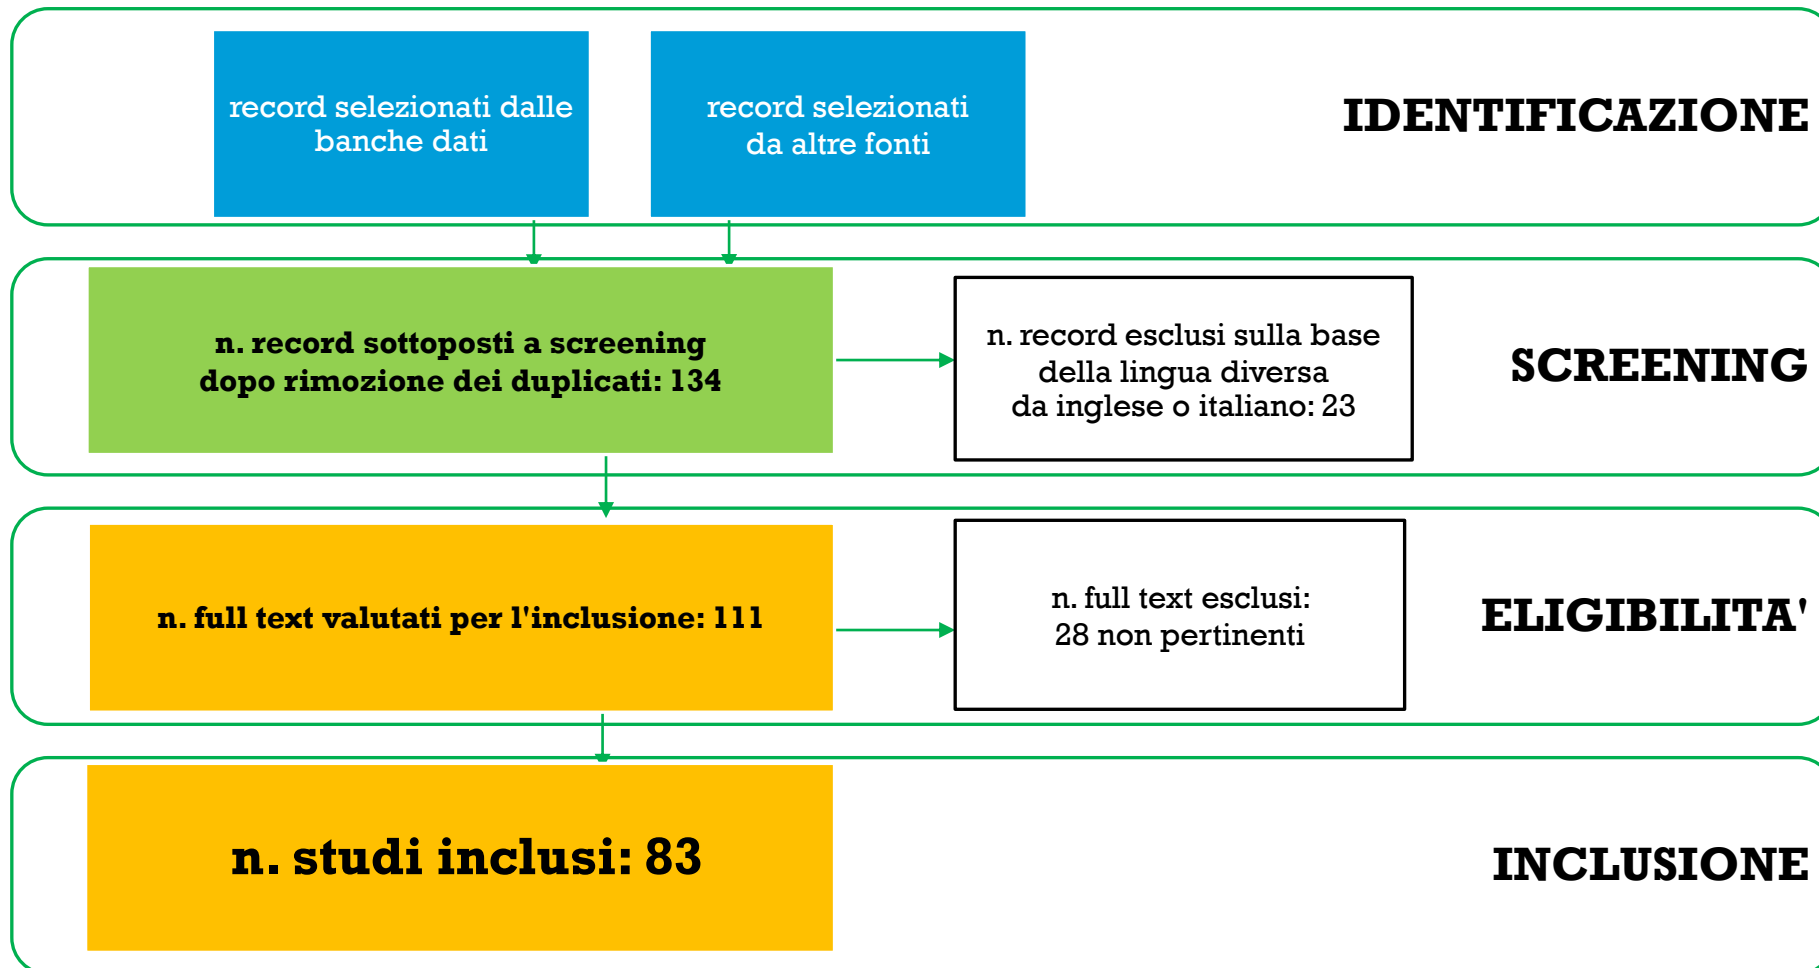 record selezionati dalle
banche dati
record selezionati
da altre fonti
IDENTIFICAZIONE
n. record sottoposti a screening
dopo rimozione dei duplicati: 134
n. record esclusi sulla base
della lingua diversa
da inglese o italiano: 23
SCREENING
n. full text valutati per l'inclusione: 111
n. full text esclusi:
28 non pertinenti
ELIGIBILITA'
n. studi inclusi: 83
INCLUSIONE